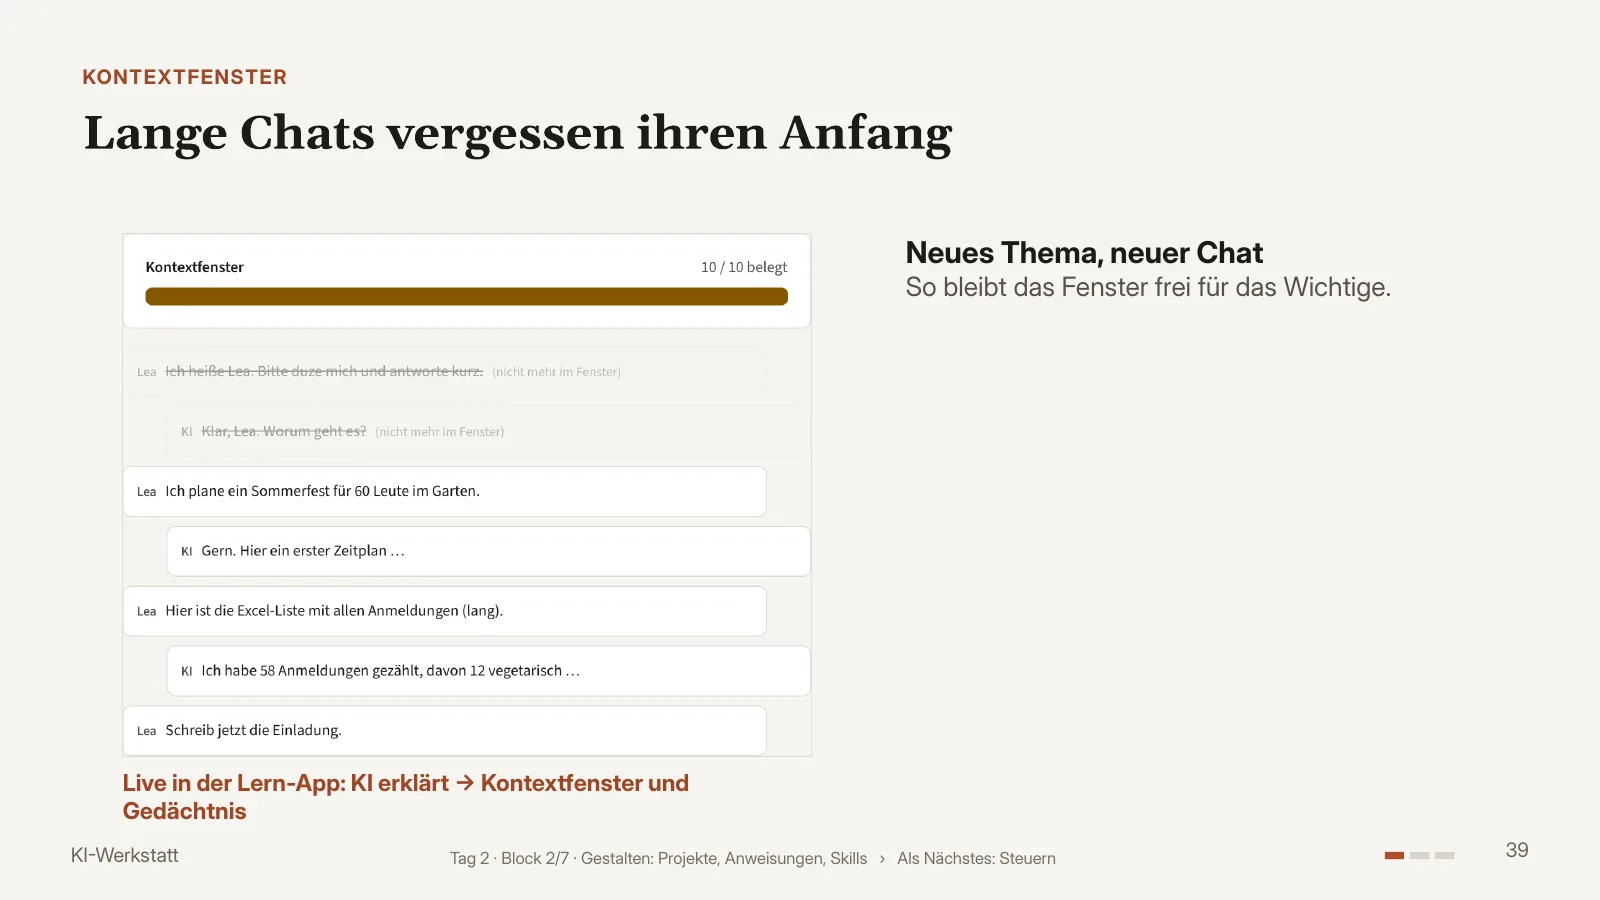 KONTEXTFENSTER
Lange Chats vergessen ihren Anfang
Kontextfenster 10 / 10 belegt
Lea Ich heiße Lea. Bitte duze mich und antworte kurz. (nicht mehr im Fenster)
KI Klar, Lea. Worum geht es? (nicht mehr im Fenster)
Lea Ich plane ein Sommerfest für 60 Leute im Garten.
KI Gern. Hier ein erster Zeitplan …
Lea Hier ist die Excel-Liste mit allen Anmeldungen (lang).
KI Ich habe 58 Anmeldungen gezählt, davon 12 vegetarisch …
Lea Schreib jetzt die Einladung.
Live in der Lern-App: KI erklärt → Kontextfenster und
Gedächtnis
Neues Thema, neuer Chat
So bleibt das Fenster frei für das Wichtige.
KI-Werkstatt
Tag 2 · Block 2/7 · Gestalten: Projekte, Anweisungen, Skills › Als Nächstes: Steuern
39